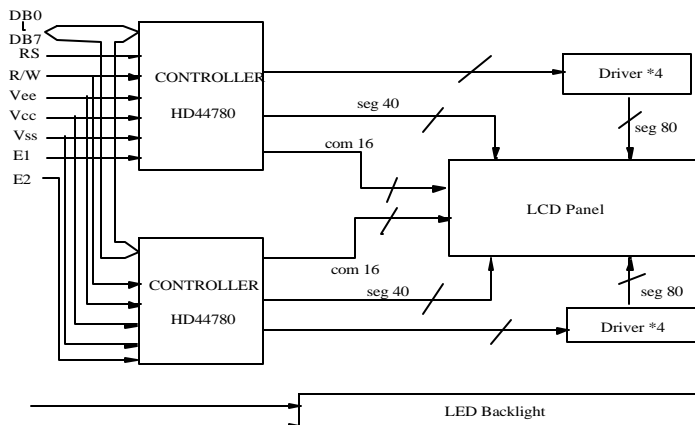 DB0
DB7
RS
R/W
Vee
Vcc
Vss
E1
E2
CONTROLLER
HD44780
seg 40
com 16
Driver *4
seg 80
LCD Panel
CONTROLLER
HD44780
com 16
seg 40
seg 80
Driver *4
LED Backlight